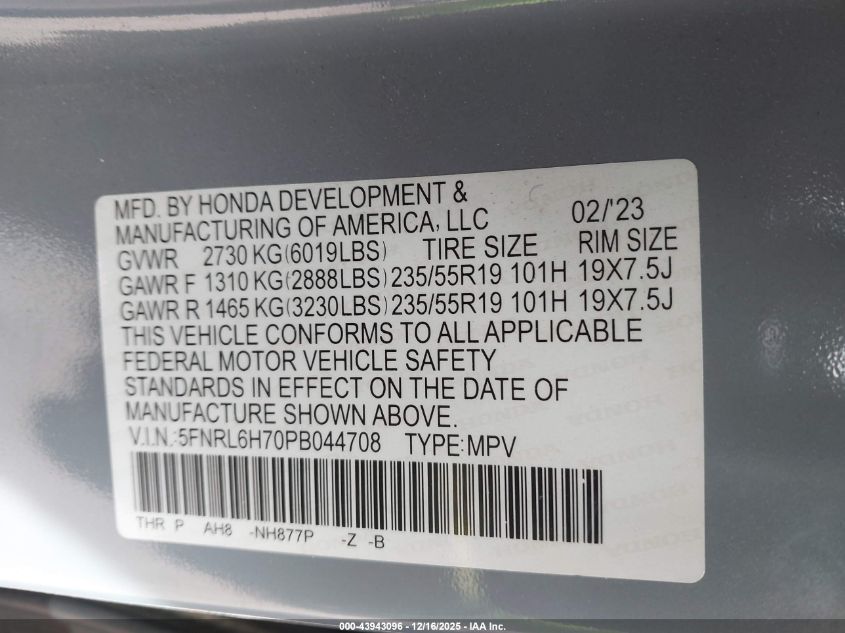 MFD. BY HONDA DEVELOPMENT &
MANUFACTURING OF AMERICA, LLC 02/'23
GVWR 2730 KG(6019LBS) TIRE SIZE RIM SIZE
GAWR F 1310 KG(2888LBS) 235/55R19 101H 19X7.5J
GAWR R 1465 KG(3230LBS) 235/55R19 101H 19X7.5J
THIS VEHICLE CONFORMS TO ALL APPLICABLE
FEDERAL MOTOR VEHICLE SAFETY
STANDARDS IN EFFECT ON THE DATE OF
MANUFACTURE SHOWN ABOVE.
V.I.N.:5FNRL6H70PB044708 TYPE:MPV
THR P AH8 -NH877P -Z -B
000-43943096 - 12/16/2025 - IAA Inc.